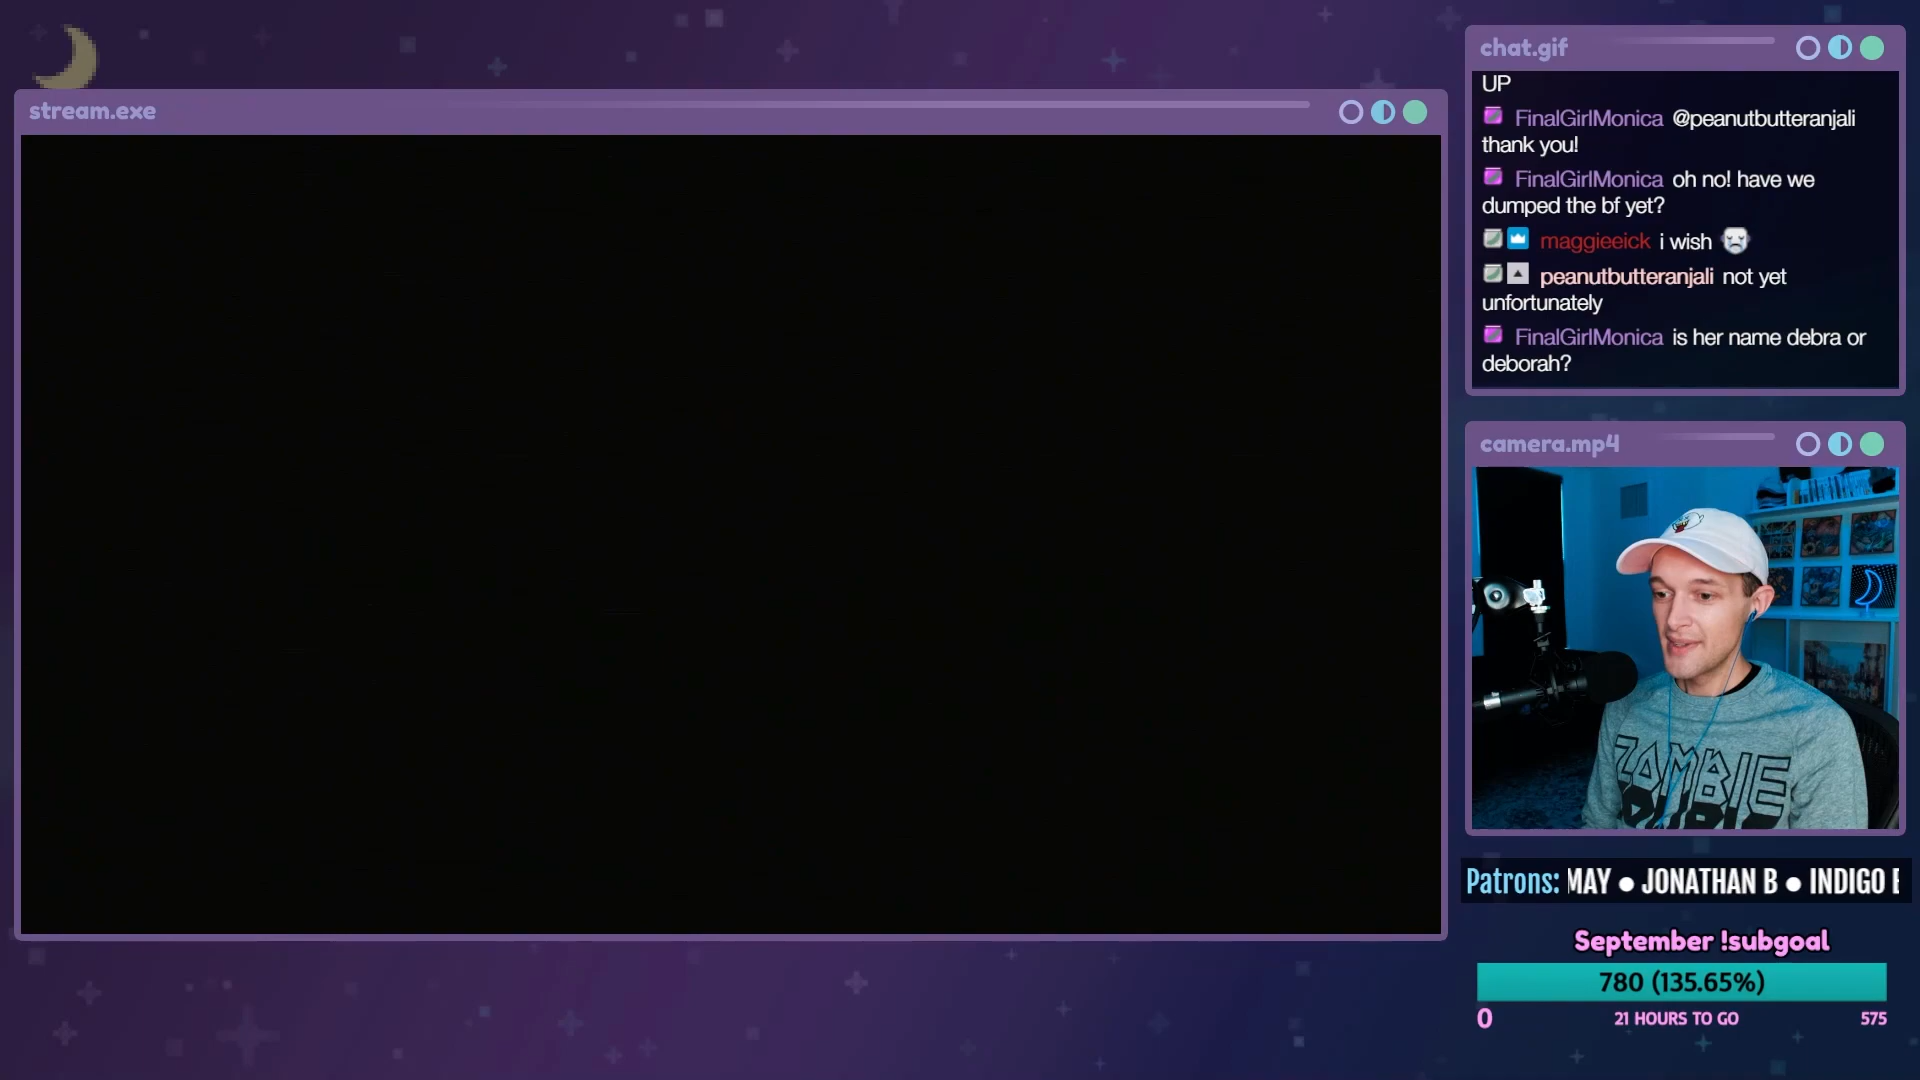 stream.exe
chat.gif
UP
FinalGirlMonica @peanutbutteranjali
thank you!
FinalGirlMonica oh no! have we
dumped the bf yet?
maggieeick i wish
peanutbutteranjali not yet
unfortunately
FinalGirlMonica is her name debra or
deborah?
camera.mp4
ZOMBIE
Patrons: MAY ● JONATHAN B ● INDIGO
September !subgoal
780 (135.65%)
0 21 HOURS TO GO 575